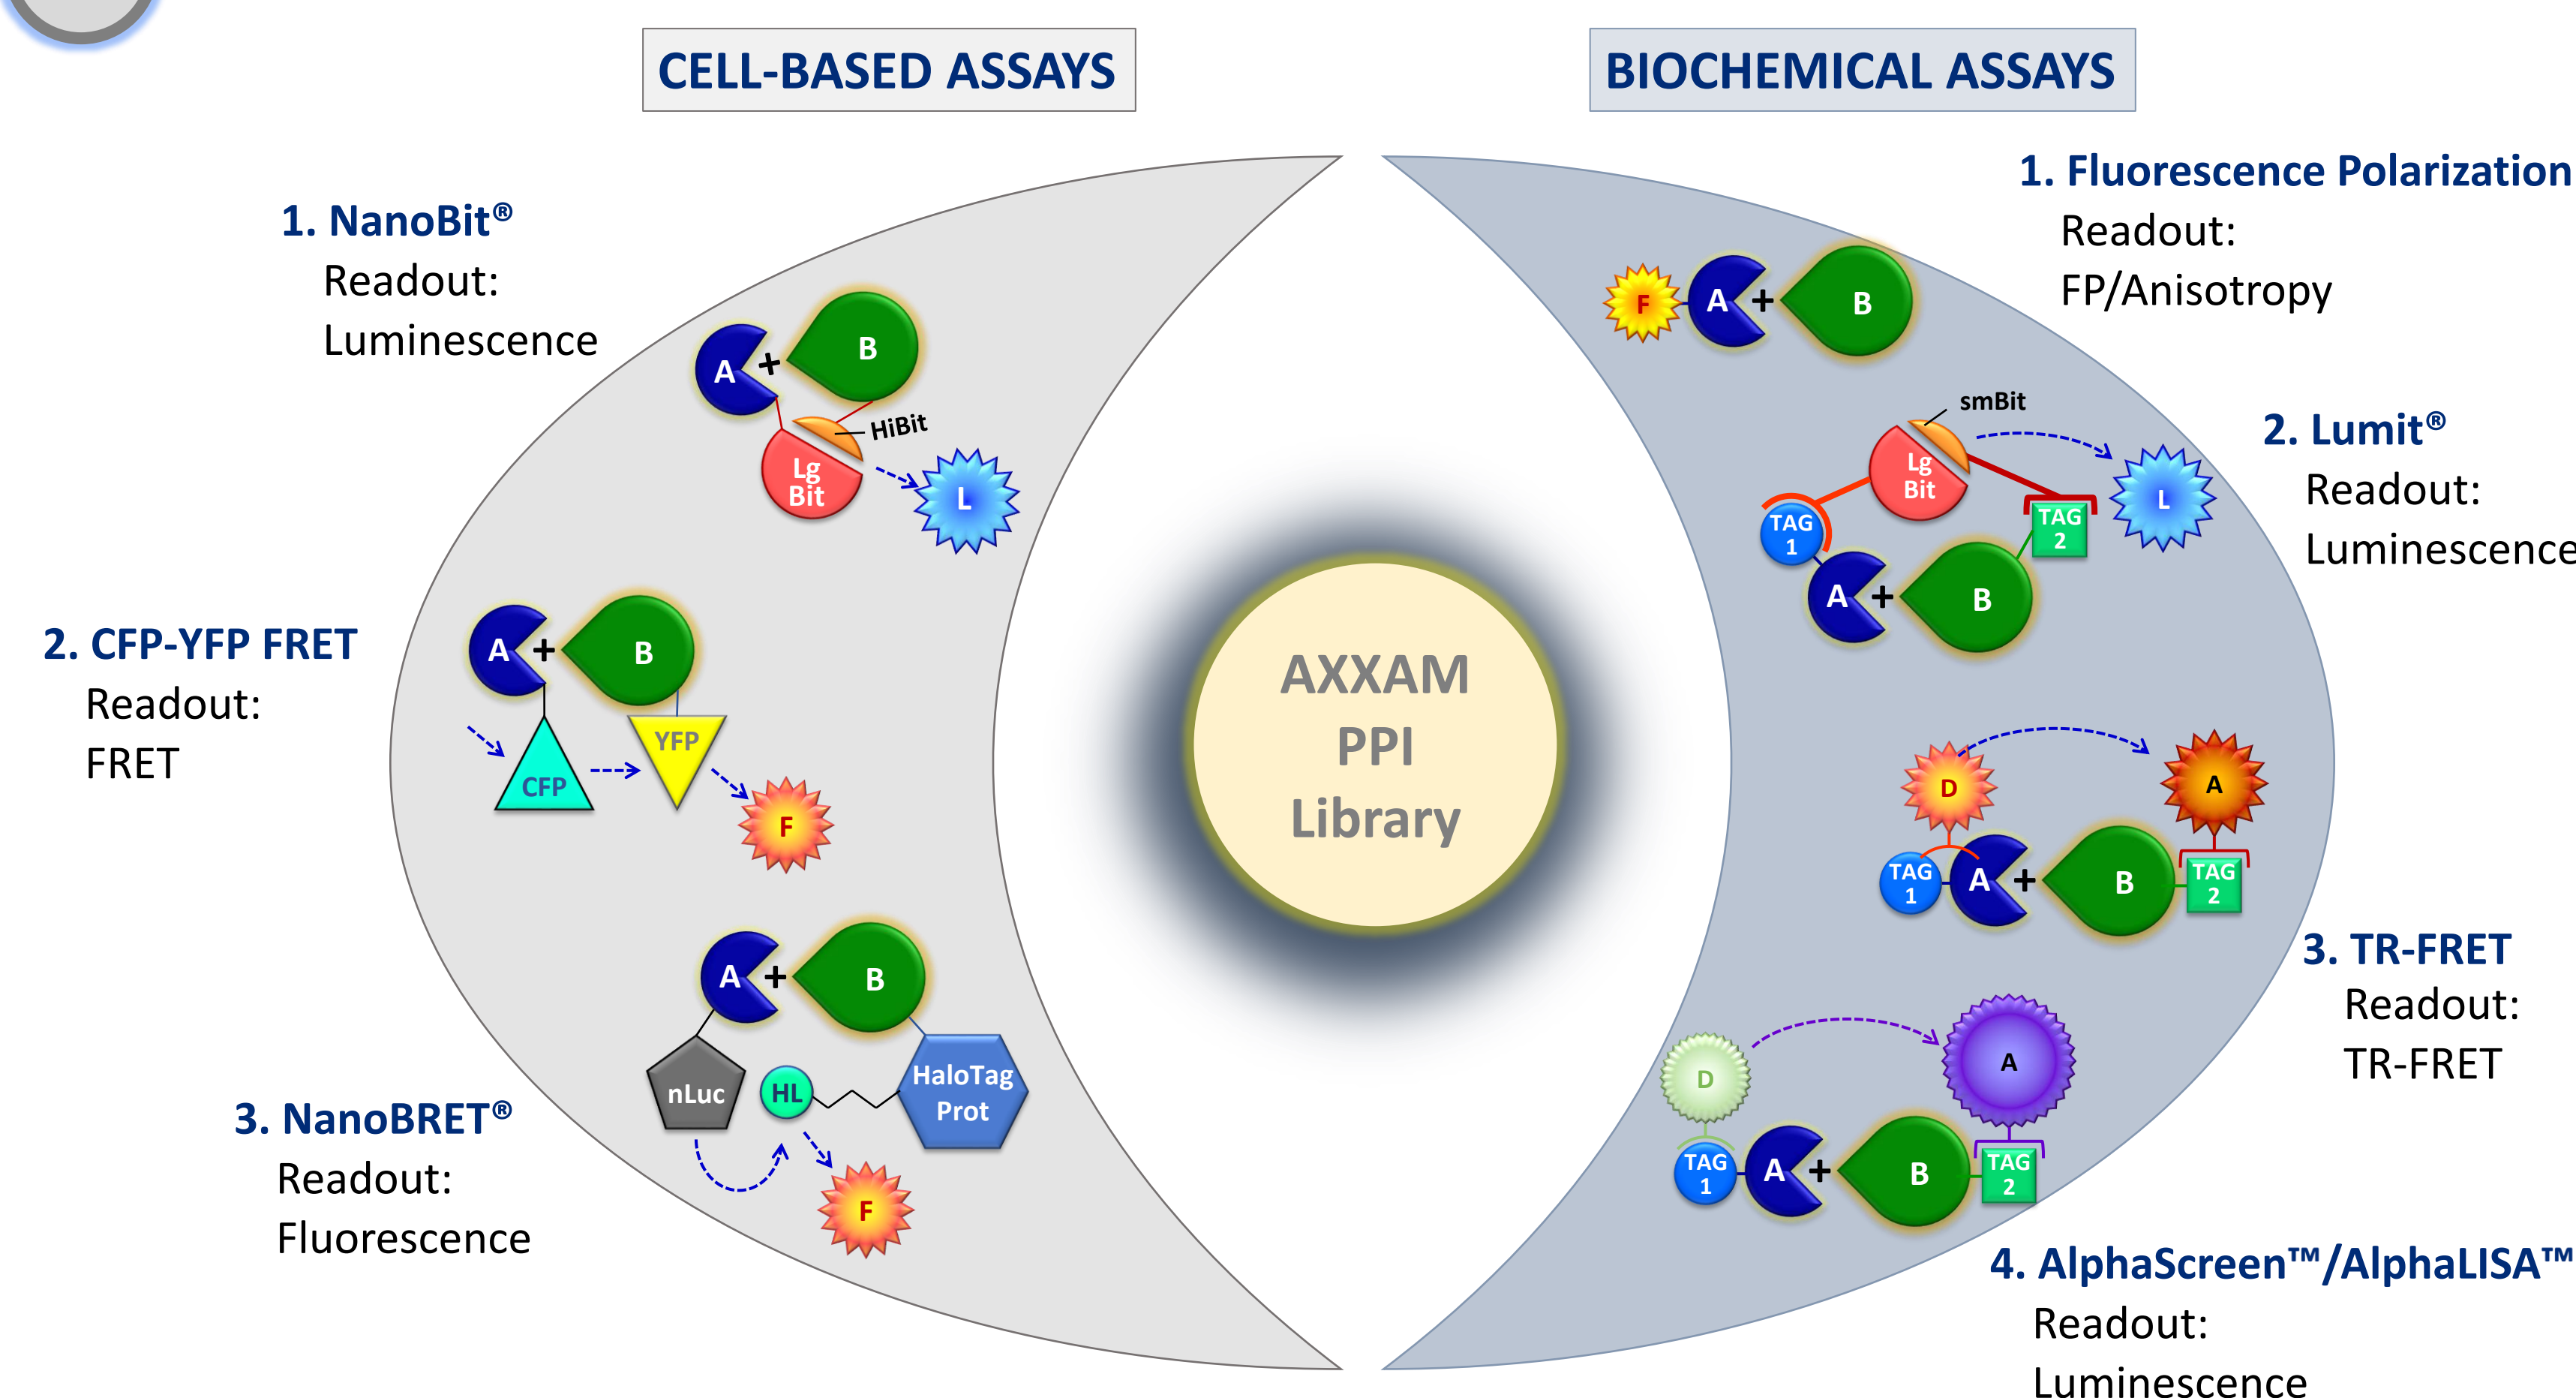 CELL-BASED ASSAYS
1. NanoBit®
Readout:
Luminescence
A + B
HiBit
Lg
Bit
L
2. CFP-YFP FRET
Readout:
FRET
A + B
CFP
YFP
F
3. NanoBRET®
Readout:
Fluorescence
A + B
nLuc
HL
HaloTag
Prot
F
AXXAM
PPI
Library
BIOCHEMICAL ASSAYS
1. Fluorescence Polarization
Readout:
FP/Anisotropy
F
A + B
2. Lumit®
Readout:
Luminescence
smBit
Lg
Bit
L
TAG
1
TAG
2
A + B
D
A
TAG
1
A + B
TAG
2
3. TR-FRET
Readout:
TR-FRET
D
A
TAG
1
A + B
TAG
2
4. AlphaScreen™/AlphaLISA™
Readout:
Luminescence